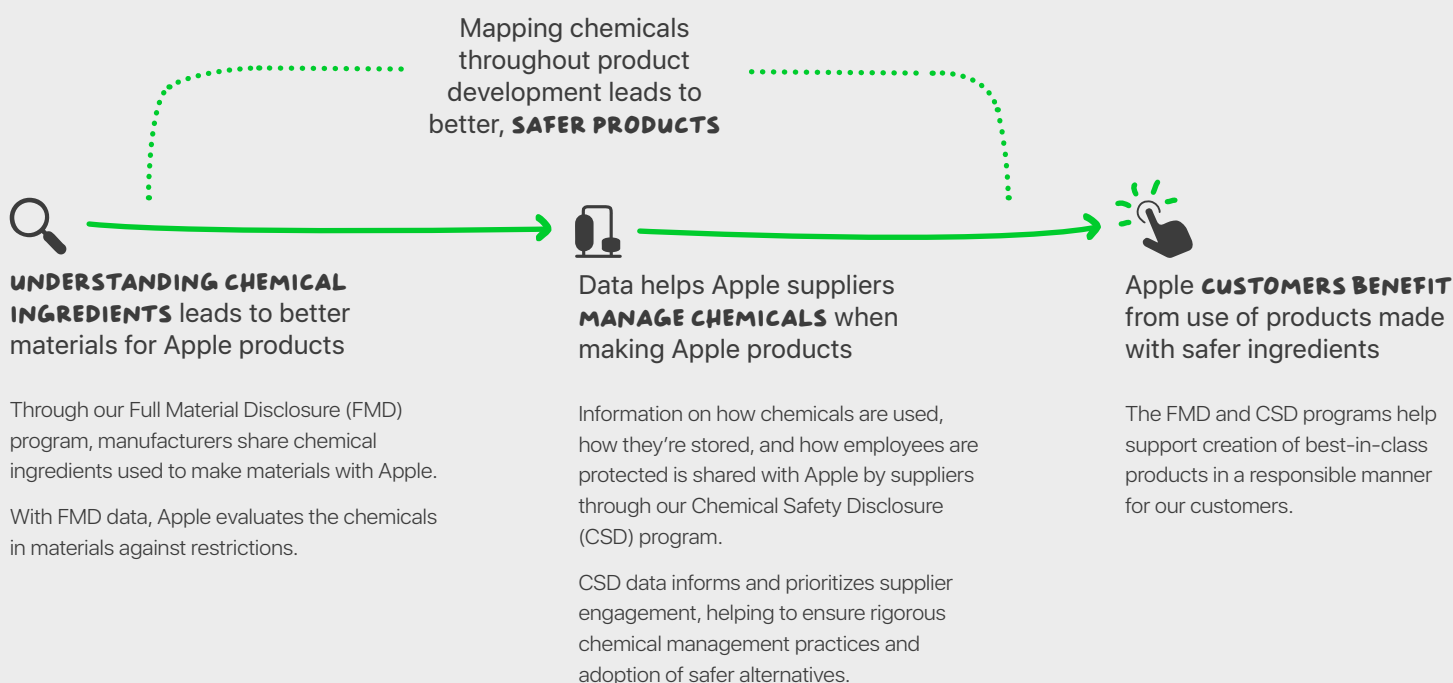 Mapping chemicals
throughout product
development leads to
better, SAFER PRODUCTS
UNDERSTANDING CHEMICAL
INGREDIENTS leads to better
materials for Apple products
Through our Full Material Disclosure (FMD)
program, manufacturers share chemical
ingredients used to make materials with Apple.
With FMD data, Apple evaluates the chemicals
in materials against restrictions.
Data helps Apple suppliers
MANAGE CHEMICALS when
making Apple products
Information on how chemicals are used,
how they’re stored, and how employees are
protected is shared with Apple by suppliers
through our Chemical Safety Disclosure
(CSD) program.
CSD data informs and prioritizes supplier
engagement, helping to ensure rigorous
chemical management practices and
adoption of safer alternatives.
Apple CUSTOMERS BENEFIT
from use of products made
with safer ingredients
The FMD and CSD programs help
support creation of best-in-class
products in a responsible manner
for our customers.